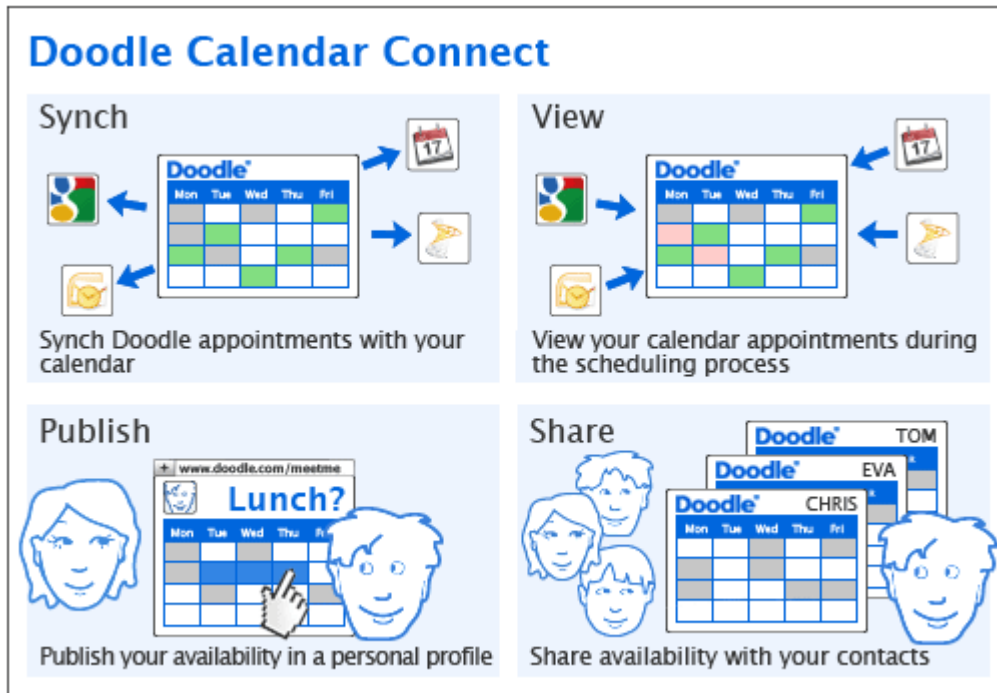 Doodle Calendar Connect
Synch
17
Doodle
Mon Tue Wed Thu Fri
Synch Doodle appointments with your
calendar
View
17
Doodle
Mon Tue Wed Thu Fri
View your calendar appointments during
the scheduling process
Publish
+ www.doodle.com/meetme
Lunch?
Mon Tue Wed Thu
Publish your availability in a personal profile
Share
Doodle TOM
Doodle EVA
Doodle CHRIS
Mon Tue Wed Thu Fri
Share availability with your contacts